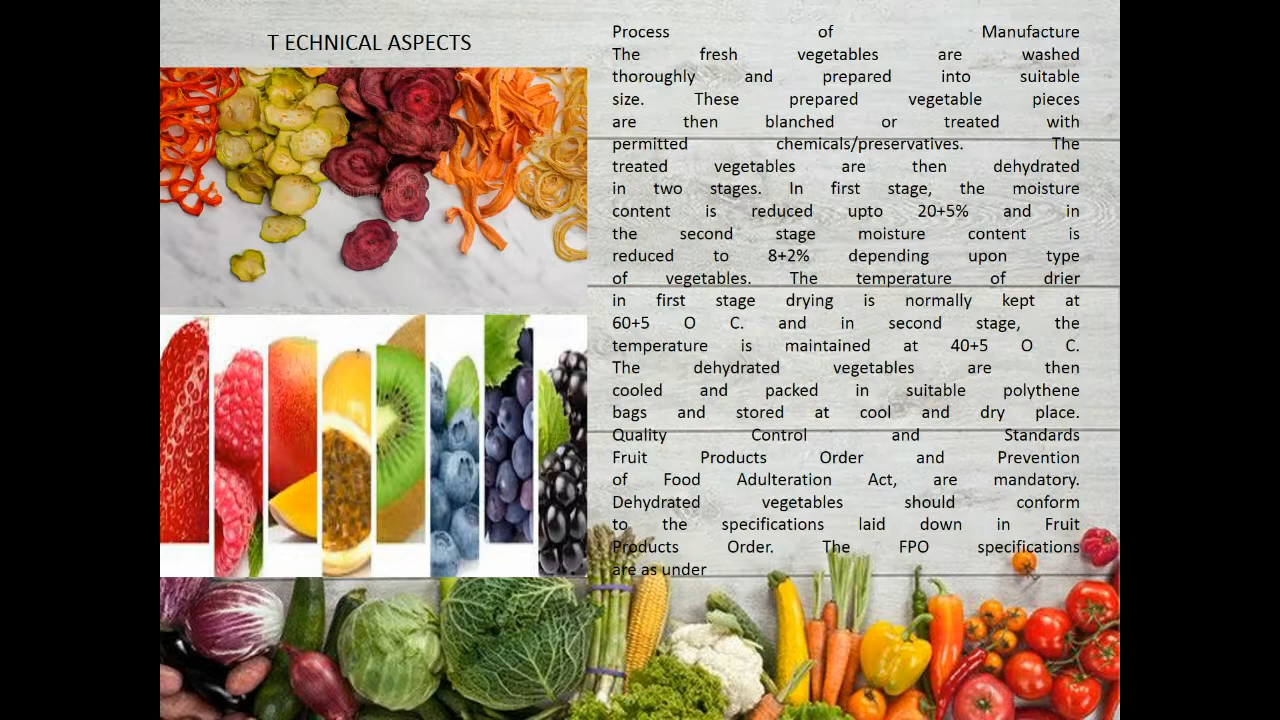 T ECHNICAL ASPECTS
Process of Manufacture
The fresh vegetables are washed
thoroughly and prepared into suitable
size. These prepared vegetable pieces
are then blanched or treated with
permitted chemicals/preservatives. The
treated vegetables are then dehydrated
in two stages. In first stage, the moisture
content is reduced upto 20+5% and in
the second stage moisture content is
reduced to 8+2% depending upon type
of vegetables. The temperature of drier
in first stage drying is normally kept at
60+5 O C. and in second stage, the
temperature is maintained at 40+5 O C.
The dehydrated vegetables are then
cooled and packed in suitable polythene
bags and stored at cool and dry place.
Quality Control and Standards
Fruit Products Order and Prevention
of Food Adulteration Act, are mandatory.
Dehydrated vegetables should conform
to the specifications laid down in Fruit
Products Order. The FPO specifications
are as under